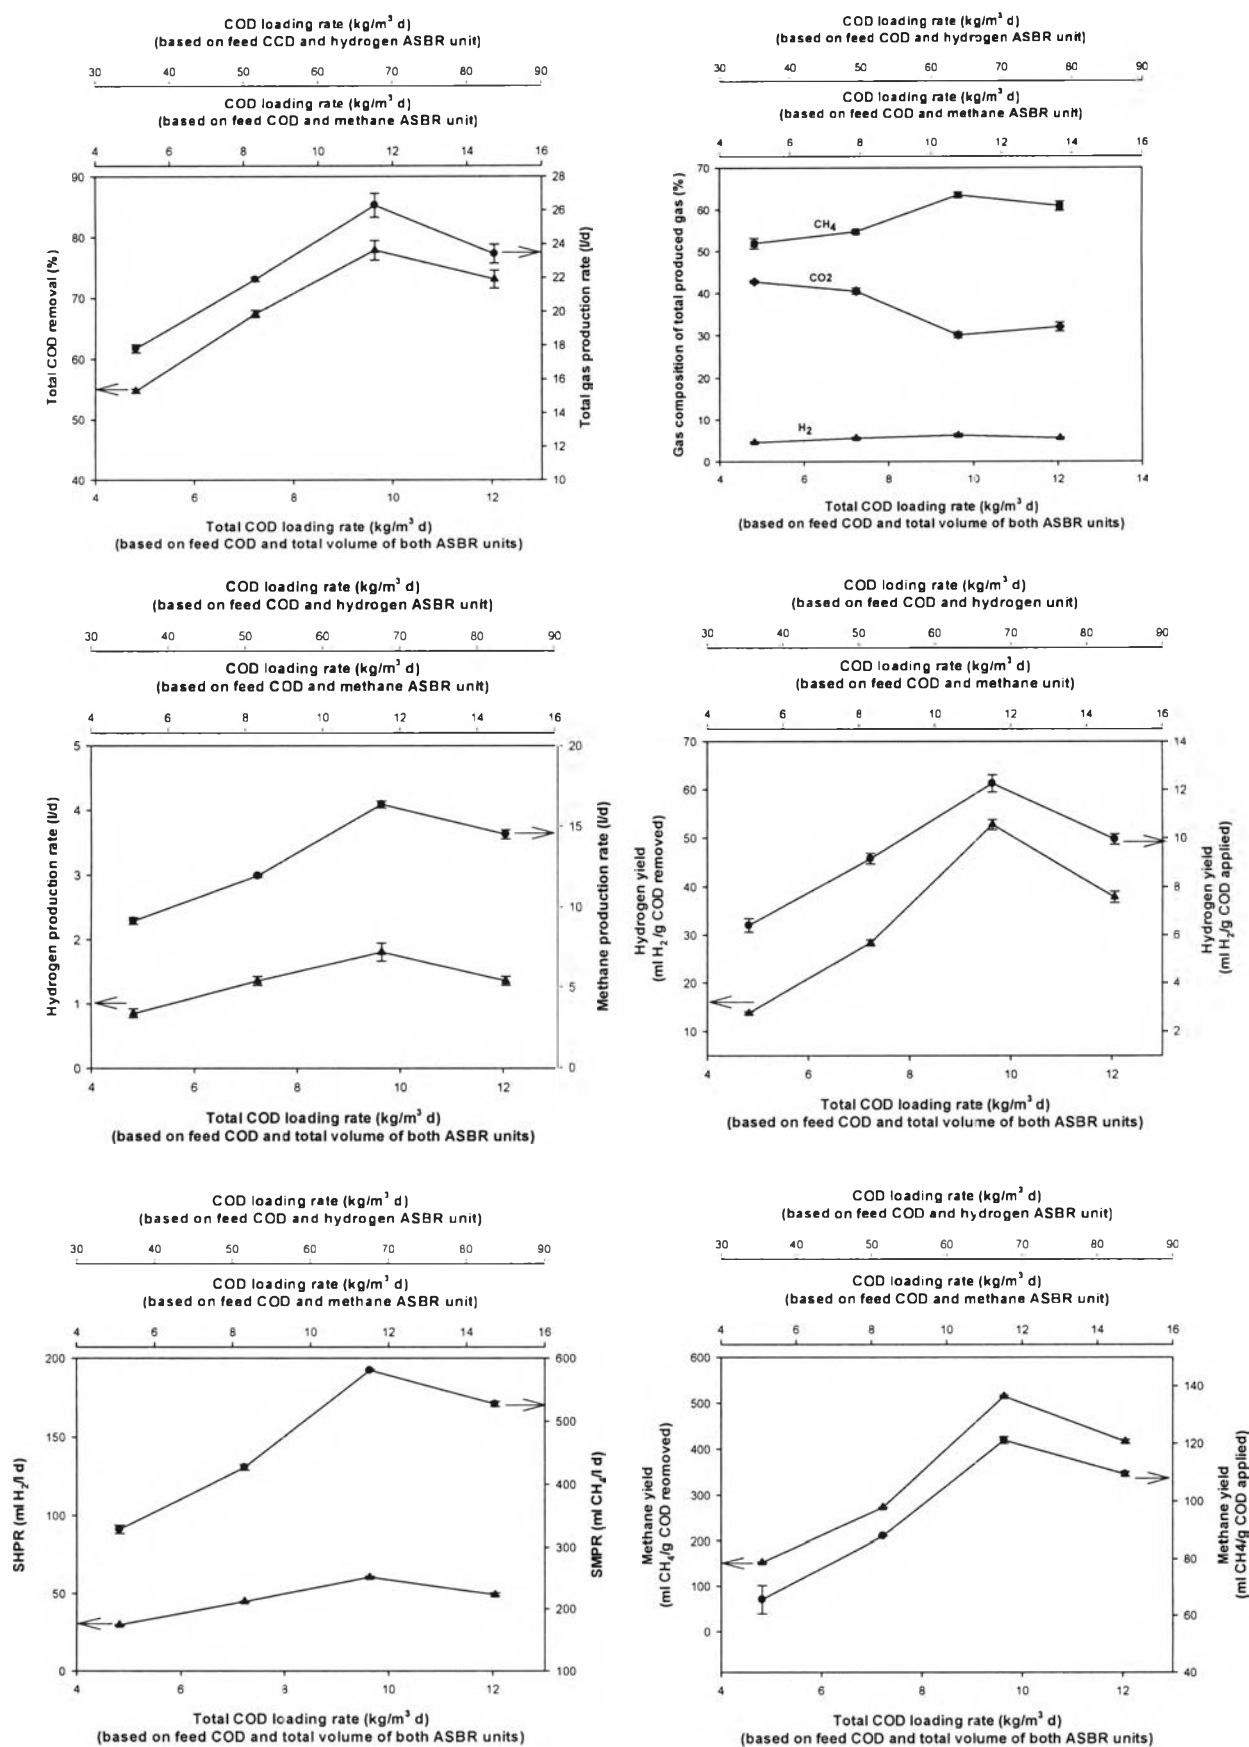 COD loading rate (kg/m³ d)
(based on feed CCD and hydrogen ASBR unit)
30 40 50 60 70 80 90
COD loading rate (kg/m³ d)
(based on feed COD and methane ASBR unit)
4 6 8 10 12 14 16
90 80 70 60 50 40
Total COD removal (%)
28 26 24 22 20 18 16 14 12 10
Total gas production rate (l/d)
4 6 8 10 12
Total COD loading rate (kg/m³ d)
(based on feed COD and total volume of both ASBR units)
COD loading rate (kg/m³ d)
(based on feed COD and hydrogen ASBR unit)
30 40 49 60 70 80 90
COD loading rate (kg/m³ d)
(based on feed COD and methane ASBR unit)
4 6 8 10 12 14 16
70 60 50 40 30 20 10 0
Gas composition of total produced gas (%)
CH₄
CO2
H₂
4 6 8 10 12 14
Total COD loading rate (kg/m³ d)
(based on feed COD and total volume of both ASBR units)
COD loading rate (kg/m³ d)
(based on feed COD and hydrogen ASBR unit)
30 40 50 60 70 80 90
COD loading rate (kg/m³ d)
(based on feed COD and methane ASBR unit)
4 6 8 10 12 14 16
5 4 3 2 1 0
Hydrogen production rate (l/d)
20 15 10 5 0
Methane production rate (l/d)
4 6 8 10 12
Total COD loading rate (kg/m³ d)
(based on feed COD and total volume of both ASBR units)
COD loding rate (kg/m³ d)
(based on feed COD and hydrogen unit)
30 40 50 60 70 80 90
COD loading rate (kg/m³ d)
(based on feed COD and methane unit)
4 6 8 10 12 14 16
70 60 50 40 30 20 10
Hydrogen yield
(ml H₂/g COD removed)
14 12 10 8 6 4 2
Hydrogen yield
(ml H₂/g COD applied)
4 6 8 10 12
Total COD loading rate (kg/m³ d)
(based on feed COD and total volume of both ASBR units)
COD loading rate (kg/m³ d)
(based on feed COD and hydrogen ASBR unit)
30 40 50 60 70 80 90
COD loading rate (kg/m³ d)
(based on feed COD and methane ASBR unit)
4 6 8 10 12 14 16
200 150 100 50 0
SHPR (ml H₂/l d)
600 500 400 300 200 100
SMPR (ml CH₄/l d)
4 6 8 10 12
Total COD loading rate (kg/m³ d)
(based on feed COD and total volume of both ASBR units)
COD loading rate (kg/m³ d)
(based on feed COD and hydrogen ASBR unit)
30 40 50 60 70 80 90
COD loading rate (kg/m³ d)
(based on feed COD and methane ASBR unit)
4 6 8 10 12 14 16
600 500 400 300 200 100 0
Methane yield
(ml CH₄/g COD reomoved)
140 120 100 80 60 40
Methane yield
(ml CH4/g COD applied)
4 6 8 10 12
Total COD loading rate (kg/m³ d)
(based on feed COD and total volume of both ASBR units)